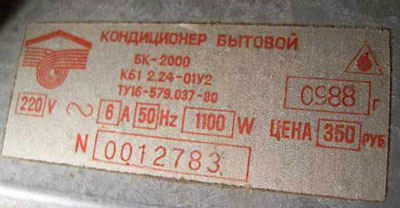 КОНДИЦИОНЕР БЫТОВОЙ
БК-2000
КБ1 2.24-01У2
ТУ16-579.037-80
0988 г
220 V ~ 6 A 50 Hz 1100 W ЦЕНА 350 РУБ
N 0012783